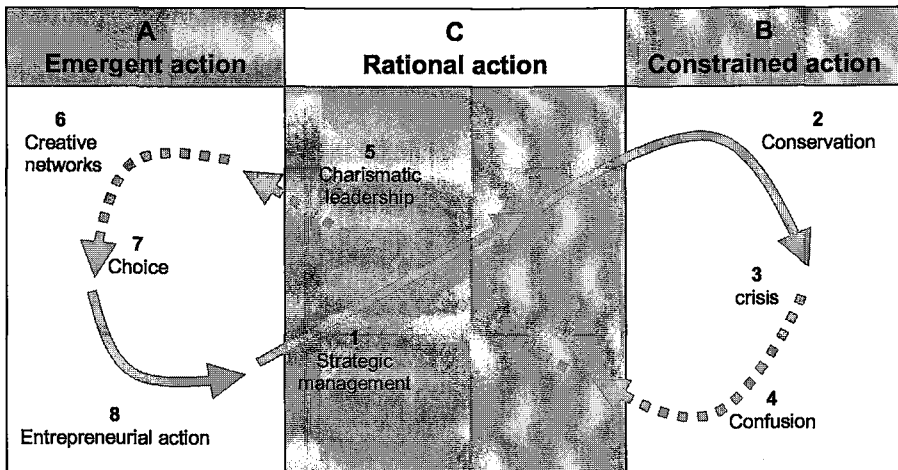 A
Emergent action
C
Rational action
B
Constrained action
6
Creative
networks
5
Charismatic
leadership
2
Conservation
7
Choice
3
crisis
1
Strategic
management
4
Confusion
8
Entrepreneurial action